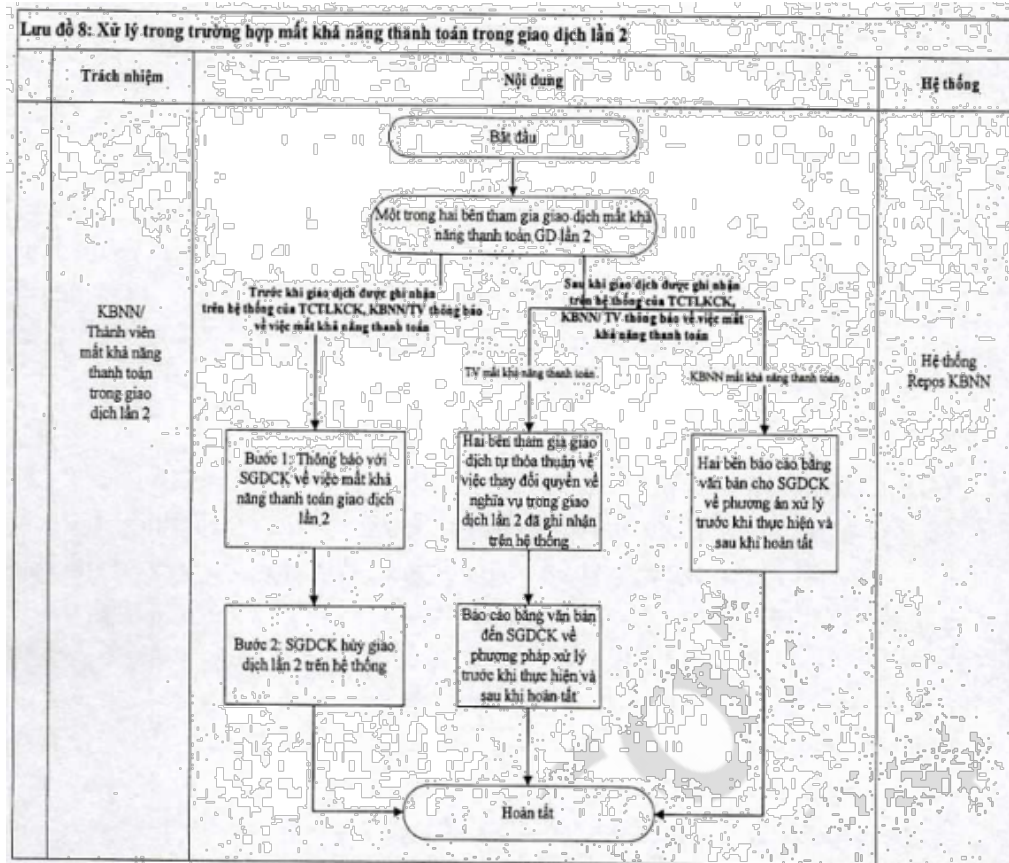 Lưu đồ 8: Xử lý trong trường hợp mất khả năng thanh toán trong giao dịch lần 2
Trách nhiệm
Nội dung
Hệ thống
Bắt đầu
Một trong hai bên tham gia giao dịch mất khả
năng thanh toán GD lần 2
Trước khi giao dịch được ghi nhận
trên hệ thống của TCTLKCK, KBNN/TV thông báo
về việc mất khả năng thanh toán
Sau khi giao dịch được ghi nhận
trên hệ thống của TCTLKCK,
KBNN/ TV thông báo về việc mất
khả năng thanh toán
TV mất khả năng thanh toán
KBNN mất khả năng thanh toán
KBNN/
Thành viên
mất khả năng
thanh toán
trong giao
dịch lần 2
Hệ thống
Repos KBNN
Bước 1: Thông báo với
SGDCK về việc mất khả
năng thanh toán giao dịch
lần 2
Hai bên tham gia giao
dịch tự thỏa thuận về
việc thay đổi quyền về
nghĩa vụ trong giao
dịch lần 2 đã ghi nhận
trên hệ thống
Hai bên báo cáo bằng
văn bản cho SGDCK
về phương án xử lý
trước khi thực hiện và
sau khi hoàn tất
Bước 2: SGDCK hủy giao
dịch lần 2 trên hệ thống
Báo cáo bằng văn bản
đến SGDCK về
phương pháp xử lý
trước khi thực hiện và
sau khi hoàn tất
Hoàn tất